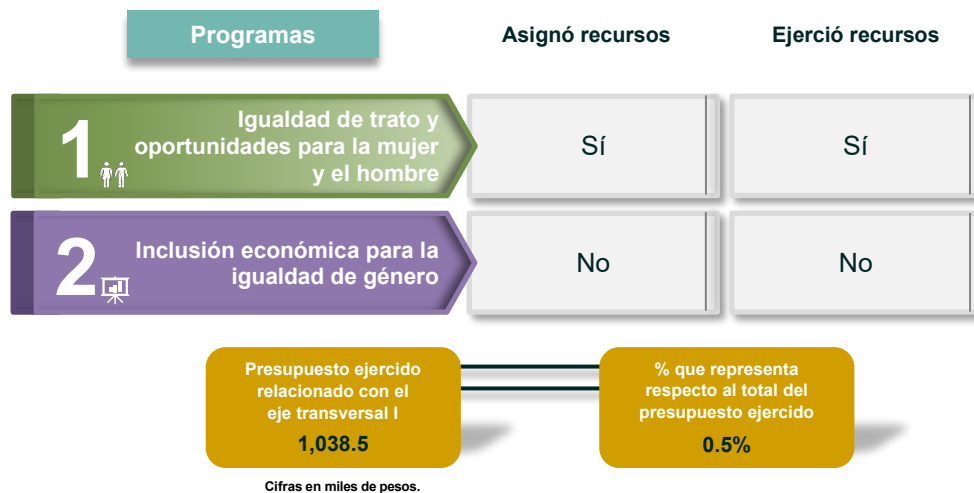 Programas
Asignó recursos
Ejerció recursos
1
Igualdad de trato y
oportunidades para la mujer
y el hombre
Sí
Sí
2
Inclusión económica para la
igualdad de género
No
No
Presupuesto ejercido
relacionado con el
eje transversal I
1,038.5
% que representa
respecto al total del
presupuesto ejercido
0.5%
Cifras en miles de pesos.